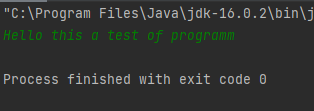 "C:\Program Files\Java\jdk-16.0.2\bin\j
Hello this a test of programm
Process finished with exit code 0